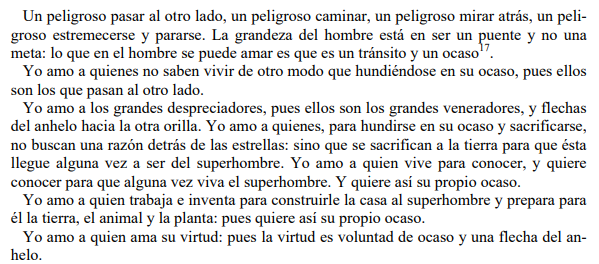 Un peligroso pasar al otro lado, un peligroso caminar, un peligroso mirar atrás, un peli-
groso estremecerse y pararse. La grandeza del hombre está en ser un puente y no una
meta: lo que en el hombre se puede amar es que es un tránsito y un ocaso17.
Yo amo a quienes no saben vivir de otro modo que hundiéndose en su ocaso, pues ellos
son los que pasan al otro lado.
Yo amo a los grandes despreciadores, pues ellos son los grandes veneradores, y flechas
del anhelo hacia la otra orilla. Yo amo a quienes, para hundirse en su ocaso y sacrificarse,
no buscan una razón detrás de las estrellas: sino que se sacrifican a la tierra para que ésta
llegue alguna vez a ser del superhombre. Yo amo a quien vive para conocer, y quiere
conocer para que alguna vez viva el superhombre. Y quiere así su propio ocaso.
Yo amo a quien trabaja e inventa para construirle la casa al superhombre y prepara para
él la tierra, el animal y la planta: pues quiere así su propio ocaso.
Yo amo a quien ama su virtud: pues la virtud es voluntad de ocaso y una flecha del an-
helo.